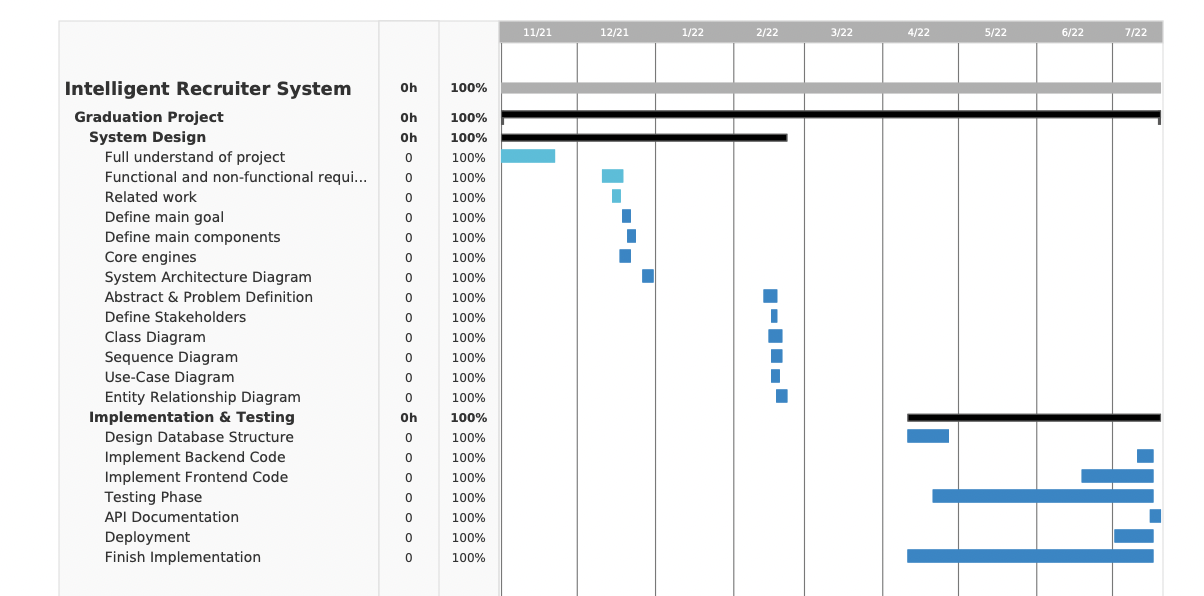 11/21 12/21 1/22 2/22 3/22 4/22 5/22 6/22 7/22
Intelligent Recruiter System 0h 100%
Graduation Project 0h 100%
System Design 0h 100%
Full understand of project 0 100%
Functional and non-functional requi... 0 100%
Related work 0 100%
Define main goal 0 100%
Define main components 0 100%
Core engines 0 100%
System Architecture Diagram 0 100%
Abstract & Problem Definition 0 100%
Define Stakeholders 0 100%
Class Diagram 0 100%
Sequence Diagram 0 100%
Use-Case Diagram 0 100%
Entity Relationship Diagram 0 100%
Implementation & Testing 0h 100%
Design Database Structure 0 100%
Implement Backend Code 0 100%
Implement Frontend Code 0 100%
Testing Phase 0 100%
API Documentation 0 100%
Deployment 0 100%
Finish Implementation 0 100%